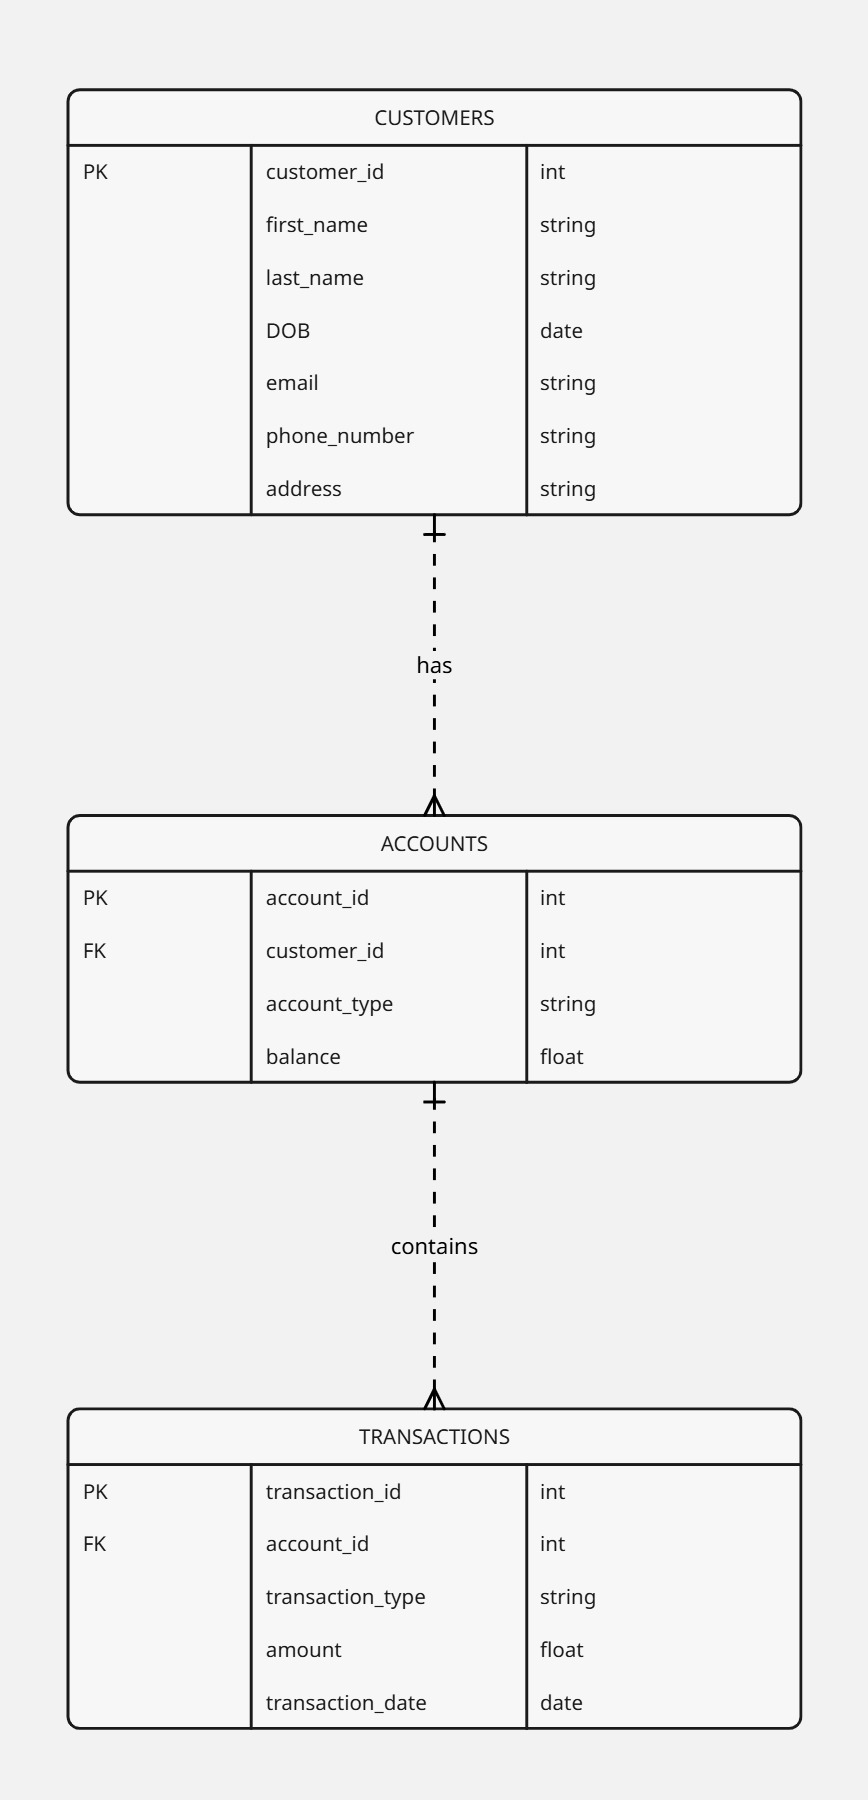 CUSTOMERS
PK customer_id int
first_name string
last_name string
DOB date
email string
phone_number string
address string
has
ACCOUNTS
PK account_id int
FK customer_id int
account_type string
balance float
contains
TRANSACTIONS
PK transaction_id int
FK account_id int
transaction_type string
amount float
transaction_date date